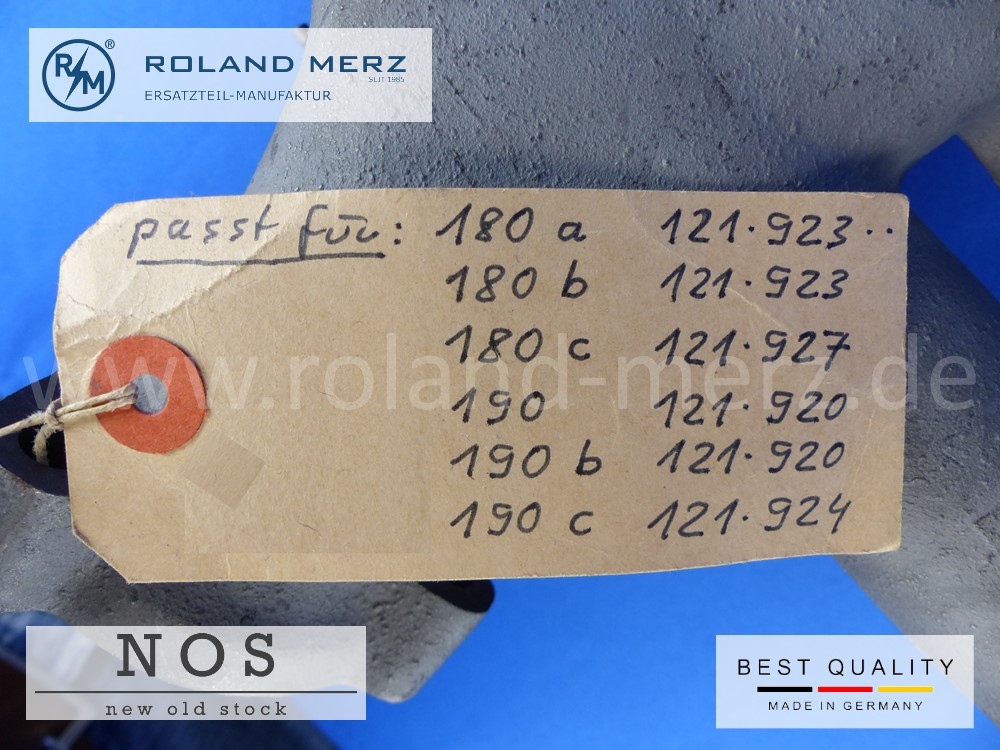 R M ®
ROLAND MERZ
SEIT 1985
ERSATZTEIL-MANUFAKTUR
passt für: 180 a 121.923..
180 b 121.923
180 c 121.927
190 121.920
190 b 121.920
190 c 121.924
www.roland-merz.de
NOS
new old stock
BEST QUALITY
MADE IN GERMANY